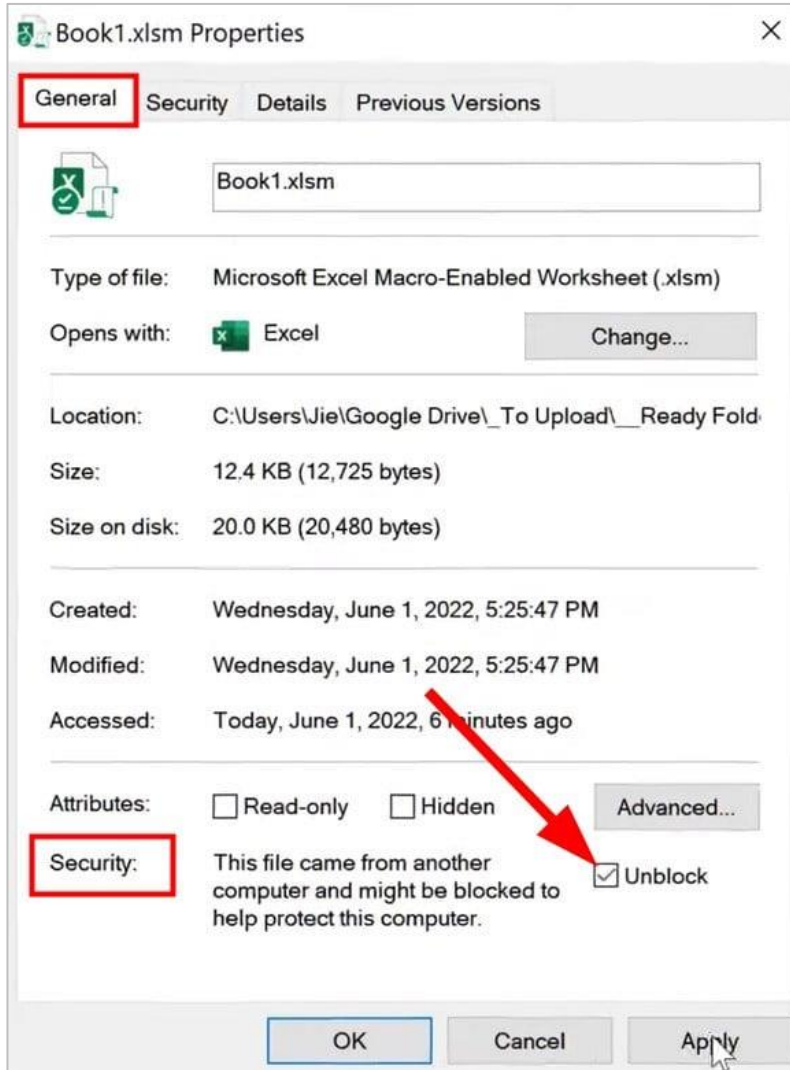 Book1.xlsm Properties
General Security Details Previous Versions
Book1.xlsm
Type of file: Microsoft Excel Macro-Enabled Worksheet (.xlsm)
Opens with: Excel Change...
Location: C:\Users\Jie\Google Drive\_To Upload\__Ready Fold
Size: 12.4 KB (12,725 bytes)
Size on disk: 20.0 KB (20,480 bytes)
Created: Wednesday, June 1, 2022, 5:25:47 PM
Modified: Wednesday, June 1, 2022, 5:25:47 PM
Accessed: Today, June 1, 2022, 6 minutes ago
Attributes: Read-only Hidden Advanced...
Security: This file came from another
computer and might be blocked to
help protect this computer.
Unblock
OK Cancel Apply